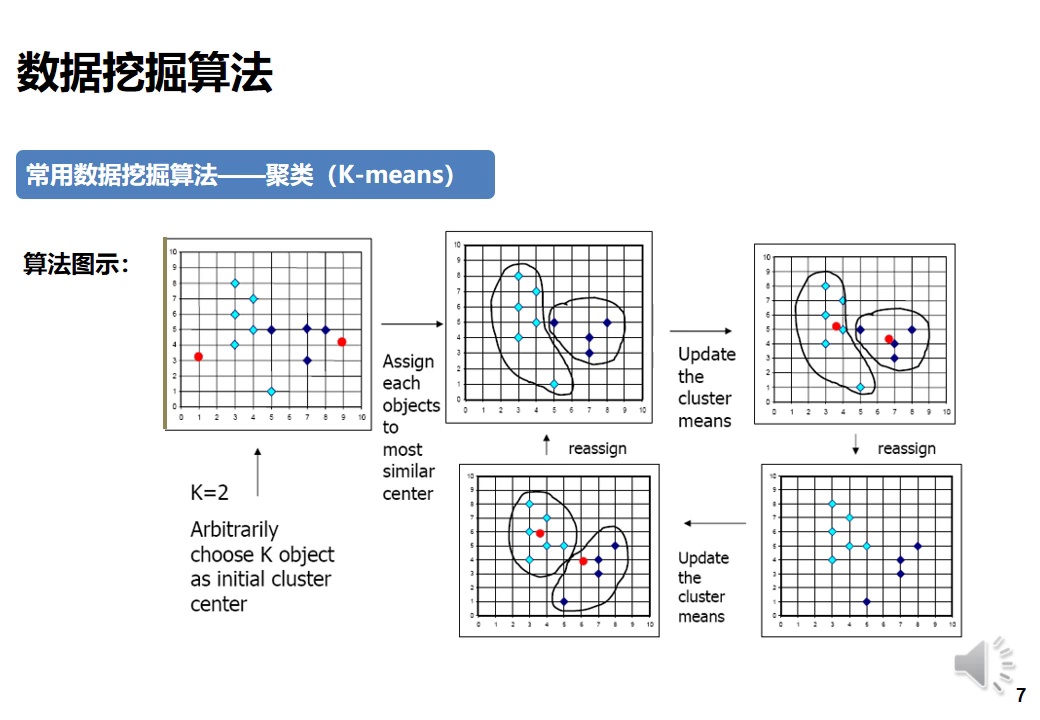 数据挖掘算法
常用数据挖掘算法——聚类（K-means）
算法图示：
10
9
8
7
6
5
4
3
2
1
0
0 1 2 3 4 5 6 7 8 9 10
Assign
each
objects
to
most
similar
center
10
9
8
7
6
5
4
3
2
1
0
0 1 2 3 4 5 6 7 8 9 10
Update
the
cluster
means
10
9
8
7
6
5
4
3
2
1
0
0 1 2 3 4 5 6 7 8 9 10
reassign
reassign
K=2
Arbitrarily
choose K object
as initial cluster
center
10
9
8
7
6
5
4
3
2
1
0
0 1 2 3 4 5 6 7 8 9 10
Update
the
cluster
means
10
9
8
7
6
5
4
3
2
1
0
0 1 2 3 4 5 6 7 8 9 10
7